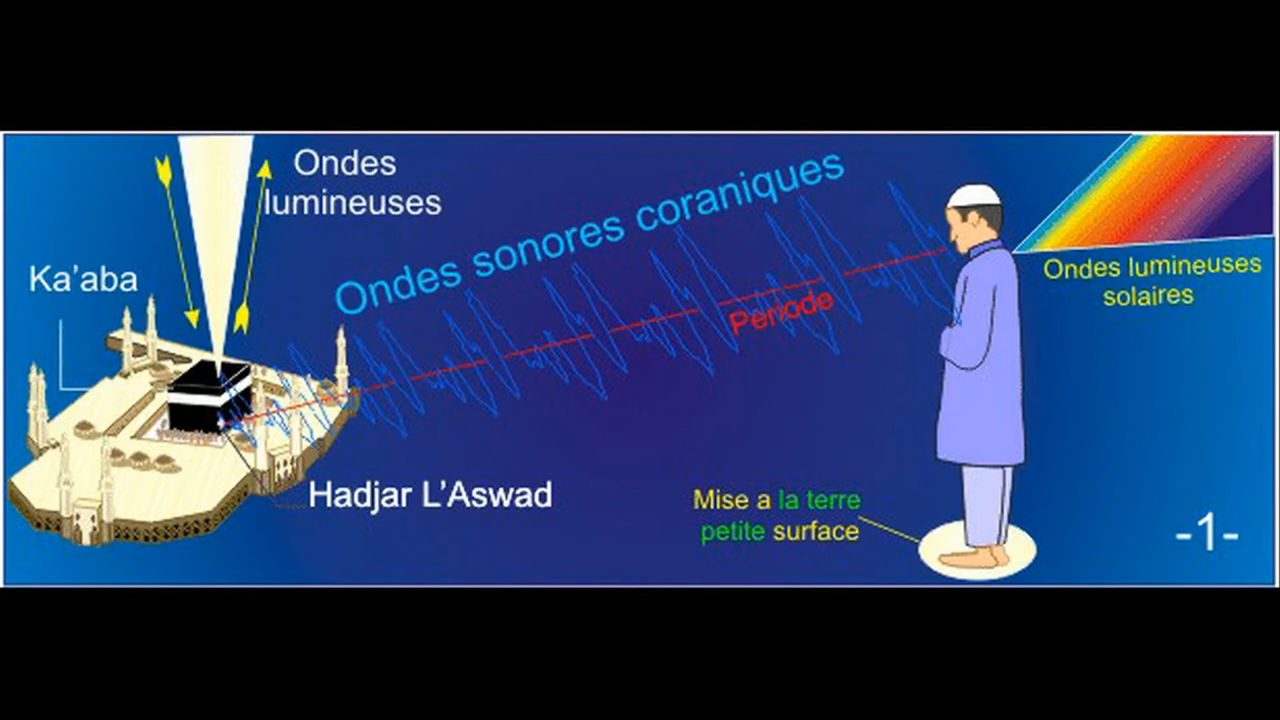 Ondes
lumineuses
Ondes sonores coraniques
Ka'aba
Ondes lumineuses
solaires
Période
Hadjar L'Aswad
Mise a la terre
petite surface
-1-